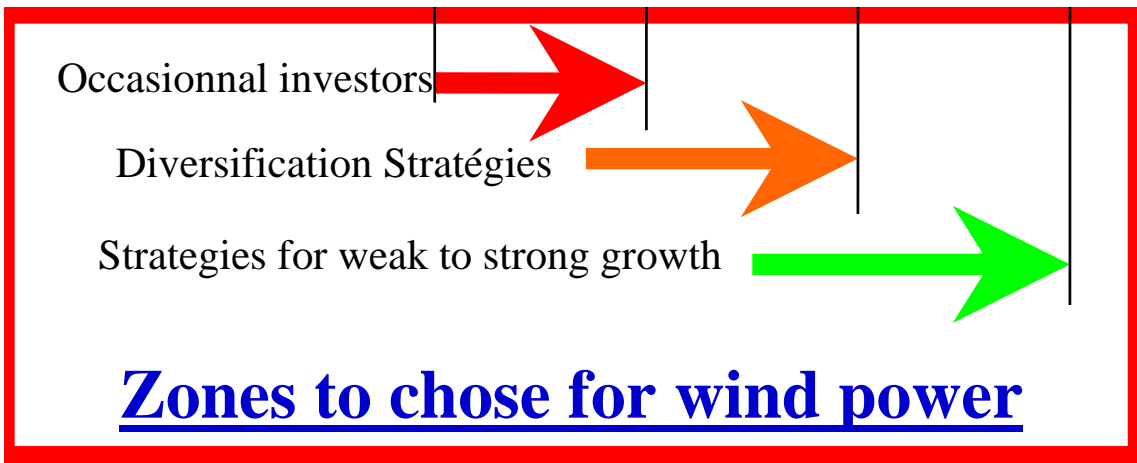 Occasionnal investors
Diversification Stratégies
Strategies for weak to strong growth
Zones to chose for wind power